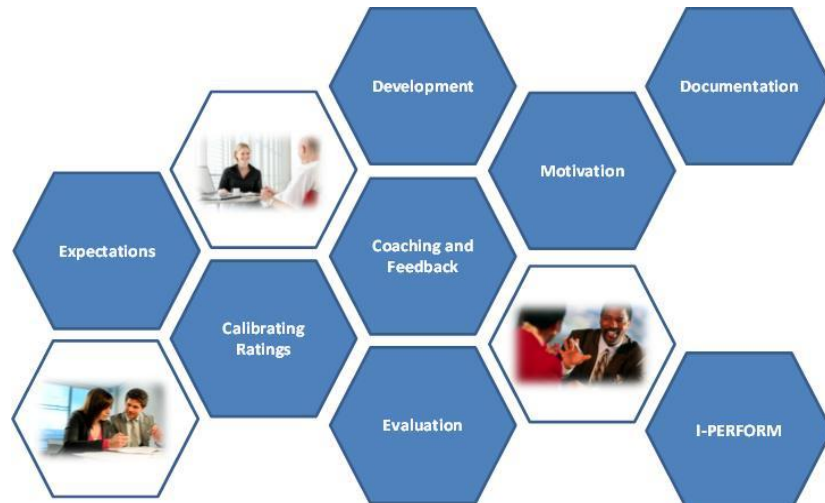 Development
Documentation
Motivation
Expectations
Coaching and
Feedback
Calibrating
Ratings
Evaluation
I-PERFORM